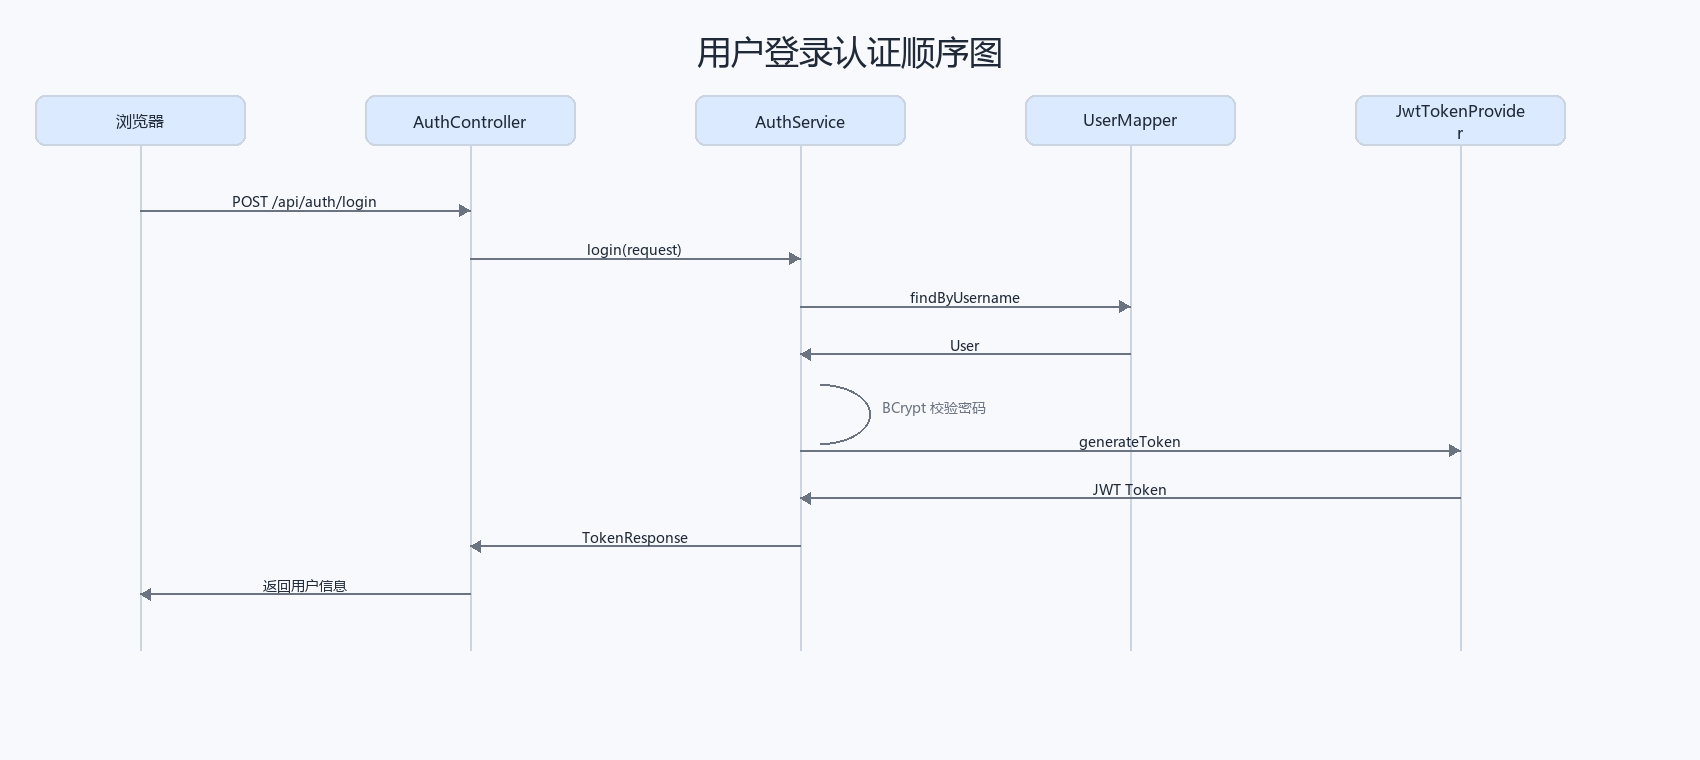 用户登录认证顺序图
浏览器
AuthController
AuthService
UserMapper
JwtTokenProvide
r
POST /api/auth/login
login(request)
findByUsername
User
BCrypt 校验密码
generateToken
JWT Token
TokenResponse
返回用户信息